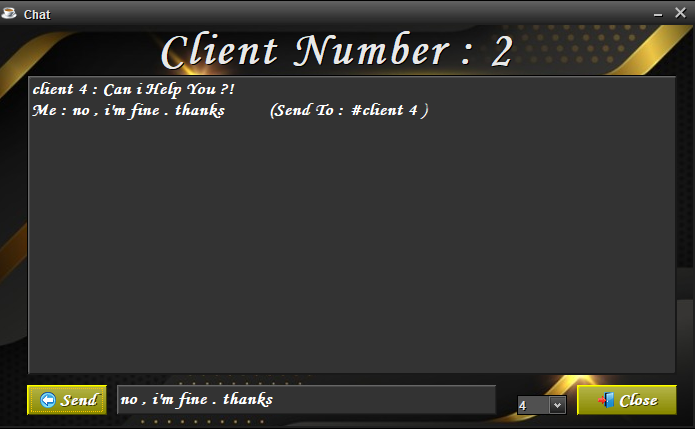 Chat
Client Number : 2
client 4 : Can i Help You ?!
Me : no , i'm fine . thanks (Send To : #client 4 )
Send
no , i'm fine . thanks
4
Close